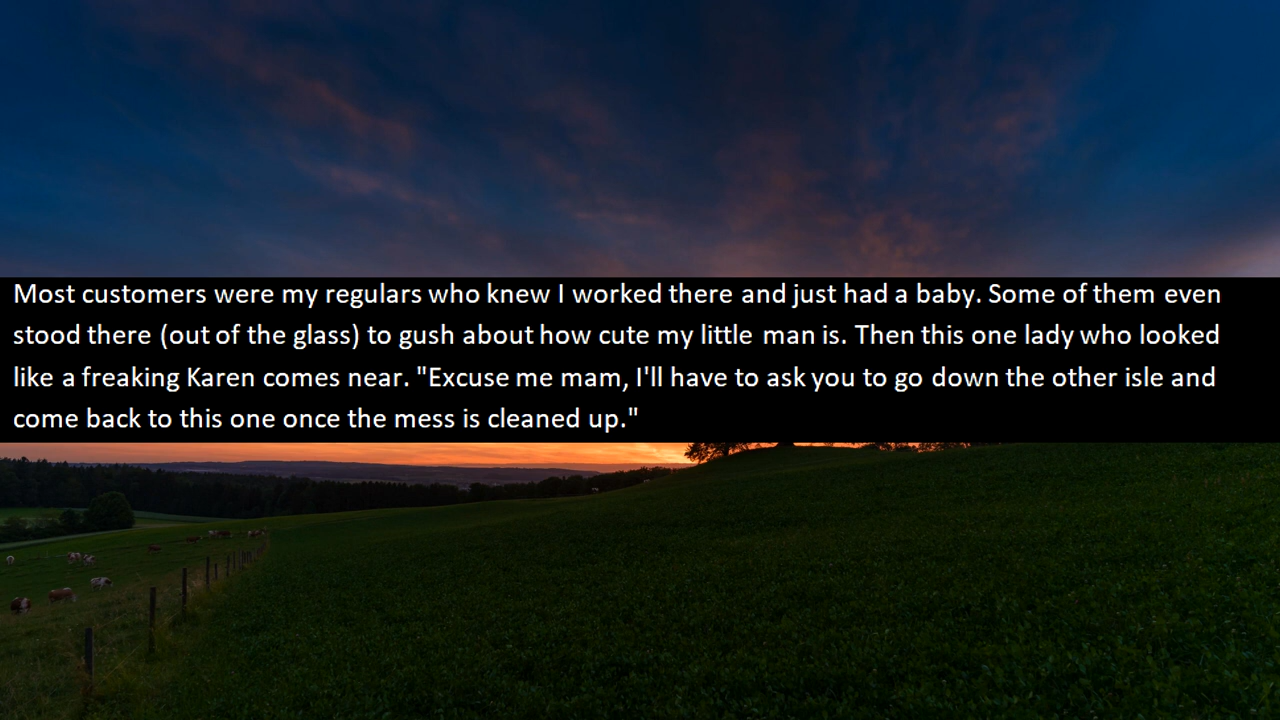 Most customers were my regulars who knew I worked there and just had a baby. Some of them even
stood there (out of the glass) to gush about how cute my little man is. Then this one lady who looked
like a freaking Karen comes near. "Excuse me mam, I'll have to ask you to go down the other isle and
come back to this one once the mess is cleaned up."